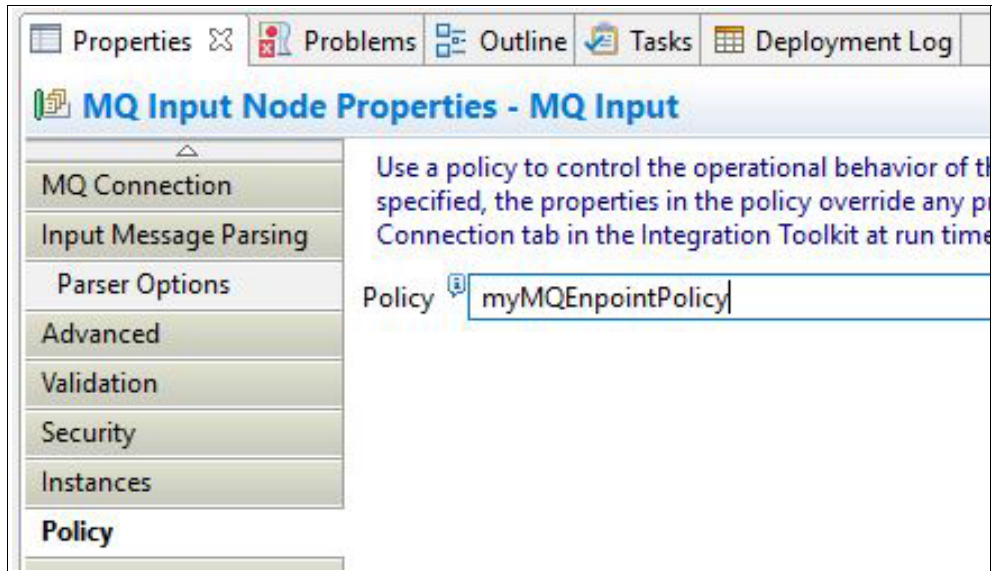 Properties Problems Outline Tasks Deployment Log
MQ Input Node Properties - MQ Input
MQ Connection
Input Message Parsing
Parser Options
Advanced
Validation
Security
Instances
Policy
Use a policy to control the operational behavior of
specified, the properties in the policy override any
Connection tab in the Integration Toolkit at run time
Policy myMQEnpointPolicy